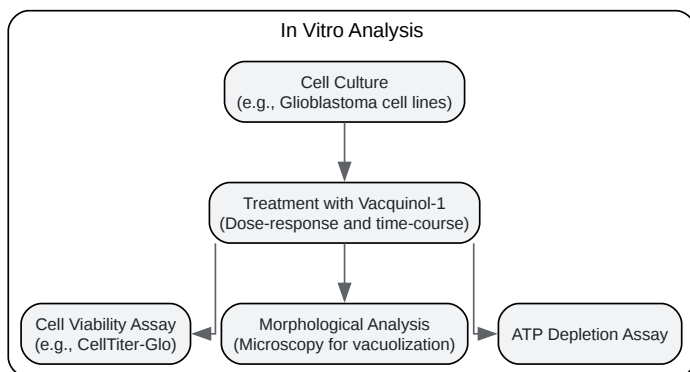 In Vitro Analysis
Cell Culture
(e.g., Glioblastoma cell lines)
Treatment with Vacquinol-1
(Dose-response and time-course)
Cell Viability Assay
(e.g., CellTiter-Glo)
Morphological Analysis
(Microscopy for vacuolization)
ATP Depletion Assay